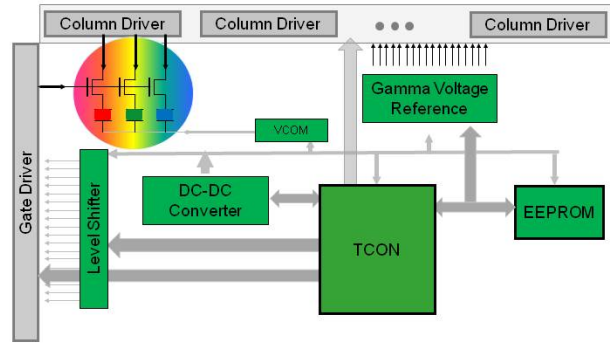 Column Driver
Column Driver
Column Driver
Gamma Voltage
Reference
VCOM
Gate Driver
Level Shifter
DC-DC
Converter
TCON
EEPROM